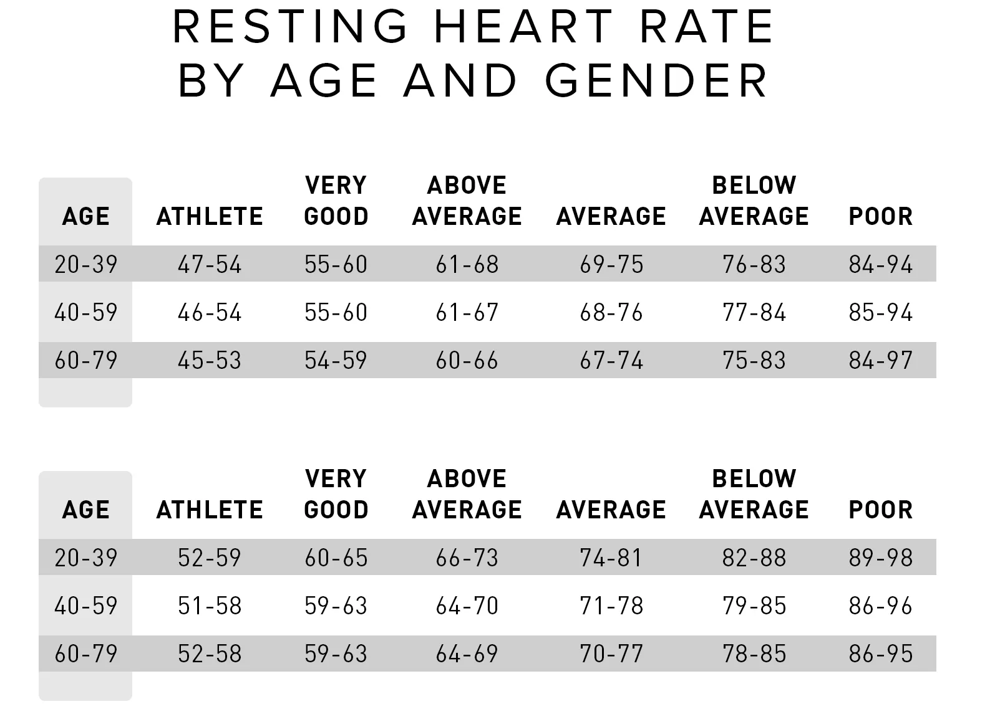 RESTING HEART RATE
BY AGE AND GENDER
VERY ABOVE BELOW
AGE ATHLETE GOOD AVERAGE AVERAGE AVERAGE POOR
20-39 47-54 55-60 61-68 69-75 76-83 84-94
40-59 46-54 55-60 61-67 68-76 77-84 85-94
60-79 45-53 54-59 60-66 67-74 75-83 84-97
VERY ABOVE BELOW
AGE ATHLETE GOOD AVERAGE AVERAGE AVERAGE POOR
20-39 52-59 60-65 66-73 74-81 82-88 89-98
40-59 51-58 59-63 64-70 71-78 79-85 86-96
60-79 52-58 59-63 64-69 70-77 78-85 86-95